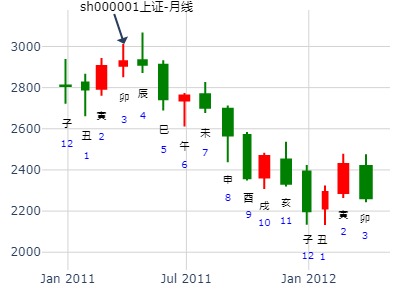 sh000001上证-月线
3000
2800
2600
2400
2200
2000
子
12
丑
1
寅
2
卯
3
辰
4
巳
5
午
6
未
7
申
8
酉
9
戌
10
亥
11
子
12
丑
1
寅
2
卯
3
Jan 2011
Jul 2011
Jan 2012